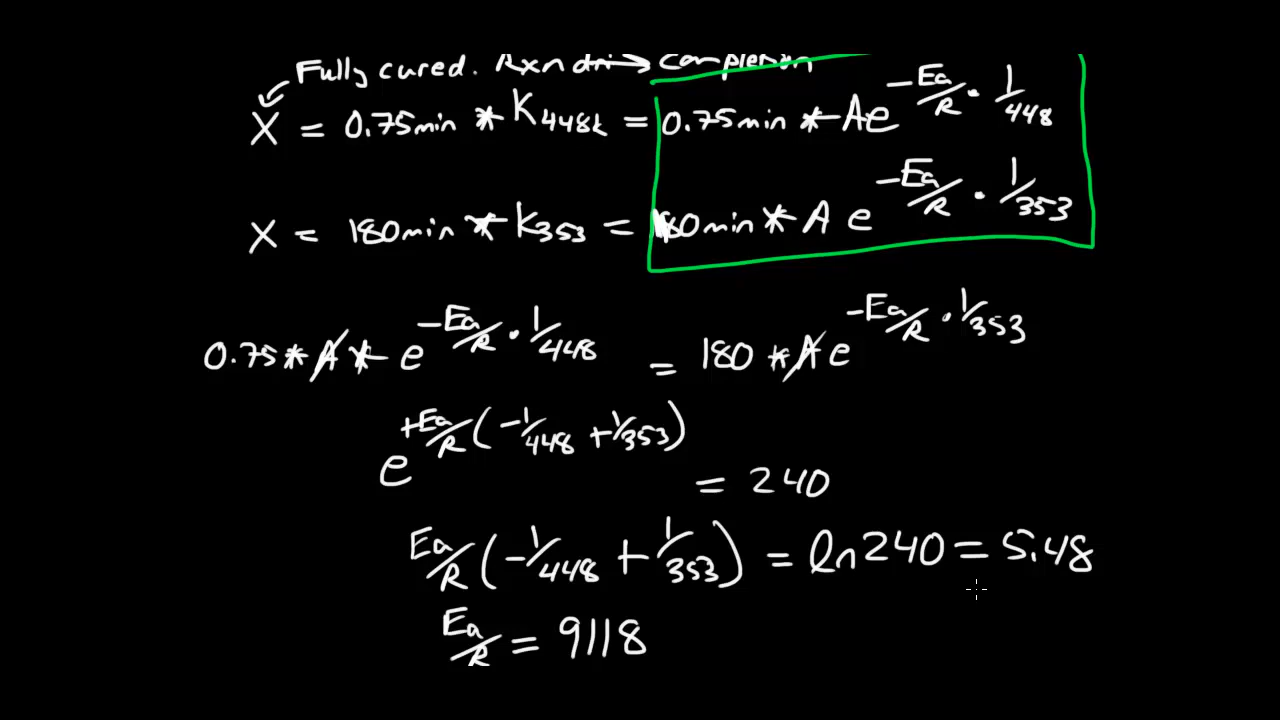 Fully cured. Rxn completion
X = 0.75min * K448k = 0.75min * Ae^-Ea/R · 1/448
X = 180min * K353 = 180min * A e^-Ea/R · 1/353
0.75 * A * e^-Ea/R · 1/448 = 180 * A e^-Ea/R · 1/353
e^+Ea/R(-1/448 + 1/353) = 240
Ea/R (-1/448 + 1/353) = ln240 = 5.48
Ea/R = 9118